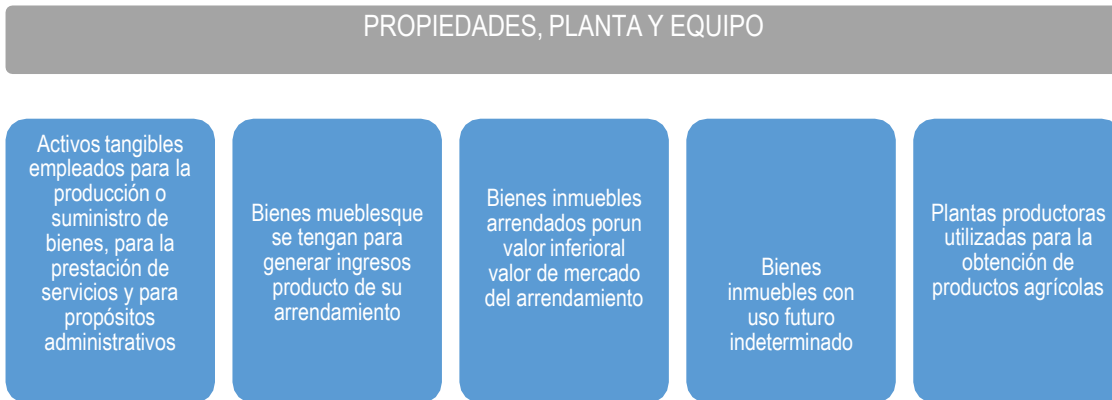 PROPIEDADES, PLANTA Y EQUIPO
Activos tangibles
empleados para la
producción o
suministro de
bienes, para la
prestación de
servicios y para
propósitos
administrativos
Bienes mueblesque
se tengan para
generar ingresos
producto de su
arrendamiento
Bienes inmuebles
arrendados porun
valor inferioral
valor de mercado
del arrendamiento
Bienes
inmuebles con
uso futuro
indeterminado
Plantas productoras
utilizadas para la
obtención de
productos agrícolas